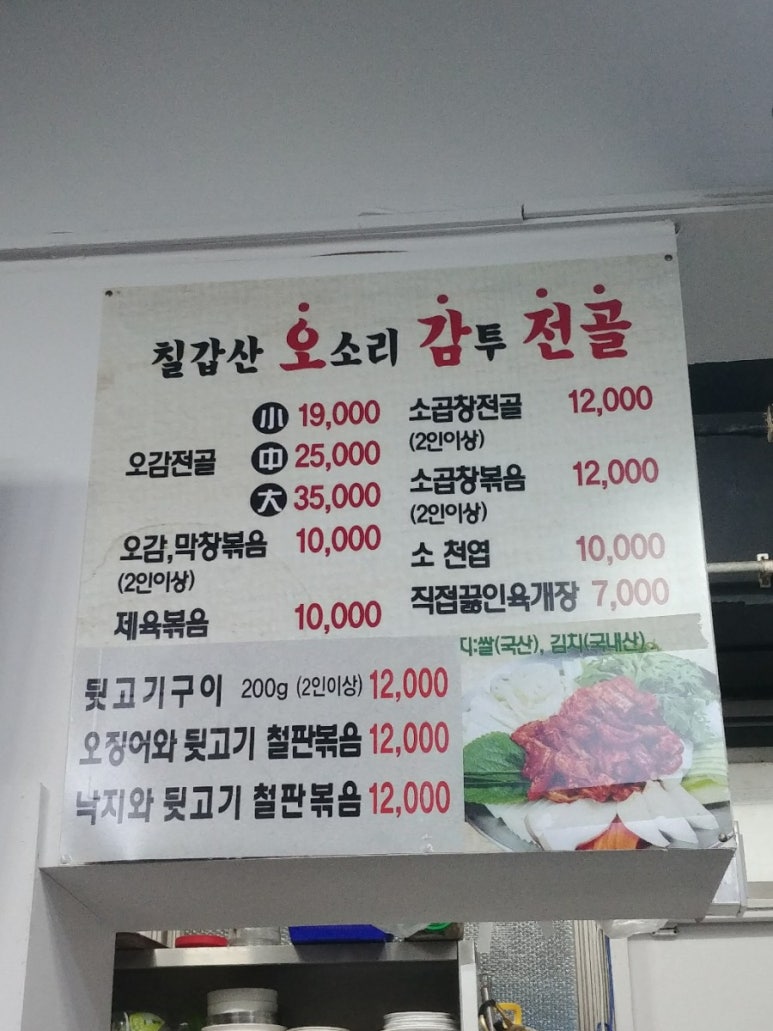 칠갑산 오소리 감투 전골
오감전골
小 19,000
中 25,000
大 35,000
오감,막창볶음 10,000
(2인이상)
제육볶음 10,000
소곱창전골 12,000
(2인이상)
소곱창볶음 12,000
(2인이상)
소 천엽 10,000
직접끓인육개장 7,000
:쌀(국산), 김치(국내산)
뒷고기구이 200g (2인이상) 12,000
오징어와 뒷고기 철판볶음 12,000
낙지와 뒷고기 철판볶음 12,000